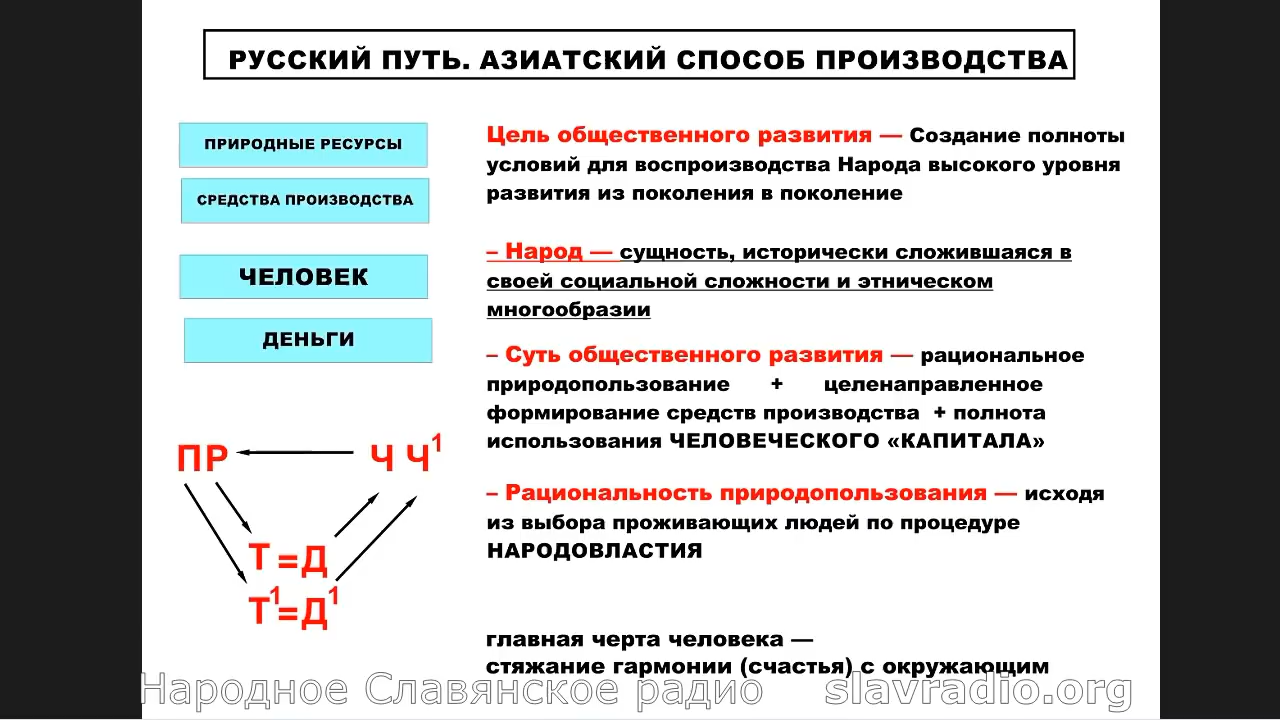 РУССКИЙ ПУТЬ. АЗИАТСКИЙ СПОСОБ ПРОИЗВОДСТВА
ПРИРОДНЫЕ РЕСУРСЫ
СРЕДСТВА ПРОИЗВОДСТВА
ЧЕЛОВЕК
ДЕНЬГИ
ПР Ч Ч¹
Т=Д
Т¹=Д¹
Цель общественного развития — Создание полноты
условий для воспроизводства Народа высокого уровня
развития из поколения в поколение
– Народ — сущность, исторически сложившаяся в
своей социальной сложности и этническом
многообразии
– Суть общественного развития — рациональное
природопользование + целенаправленное
формирование средств производства + полнота
использования ЧЕЛОВЕЧЕСКОГО «КАПИТАЛА»
– Рациональность природопользования — исходя
из выбора проживающих людей по процедуре
НАРОДОВЛАСТИЯ
главная черта человека —
стяжание гармонии (счастья) с окружающим
Народное Славянское радио slavradio.org